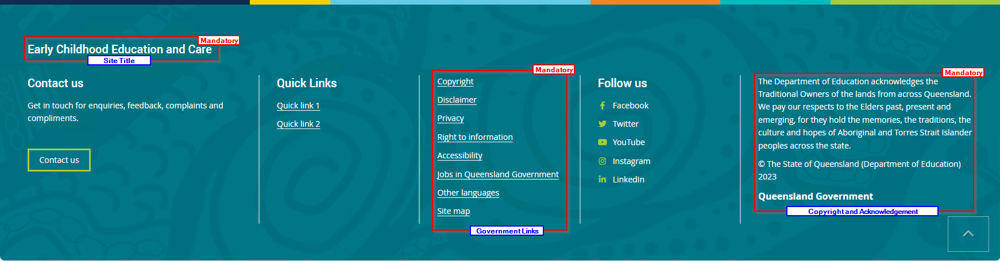 Mandatory
Early Childhood Education and Care
Site Title
Contact us
Get in touch for enquiries, feedback, complaints and
compliments.
Contact us
Quick Links
Quick link 1
Quick link 2
Mandatory
Copyright
Disclaimer
Privacy
Right to information
Accessibility
Jobs in Queensland Government
Other languages
Site map
Government Links
Follow us
Facebook
Twitter
YouTube
Instagram
LinkedIn
Mandatory
The Department of Education acknowledges the
Traditional Owners of the lands from across Queensland.
We pay our respects to the Elders past, present and
emerging, for they hold the memories, the traditions, the
culture and hopes of Aboriginal and Torres Strait Islander
peoples across the state.
© The State of Queensland (Department of Education)
2023
Queensland Government
Copyright and Acknowledgement